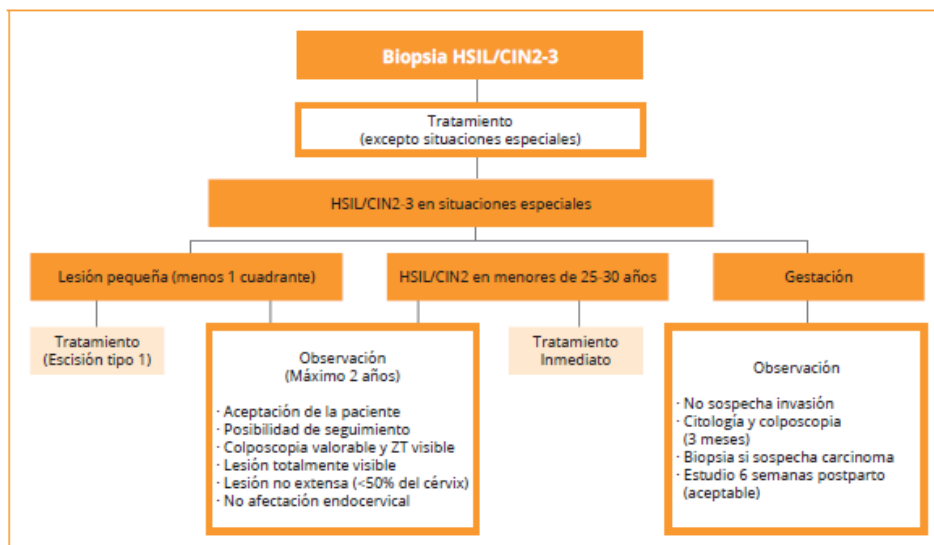 Biopsia HSIL/CIN2-3
Tratamiento
(excepto situaciones especiales)
HSIL/CIN2-3 en situaciones especiales
Lesión pequeña (menos 1 cuadrante)
HSIL/CIN2 en menores de 25-30 años
Gestación
Tratamiento
(Escisión tipo 1)
Observación
(Máximo 2 años)
· Aceptación de la paciente
· Posibilidad de seguimiento
· Colposcopia valorable y ZT visible
· Lesión totalmente visible
· Lesión no extensa (<50% del cérvix)
· No afectación endocervical
Tratamiento
Inmediato
Observación
· No sospecha invasión
· Citología y colposcopia
(3 meses)
· Biopsia si sospecha carcinoma
· Estudio 6 semanas postparto
(aceptable)